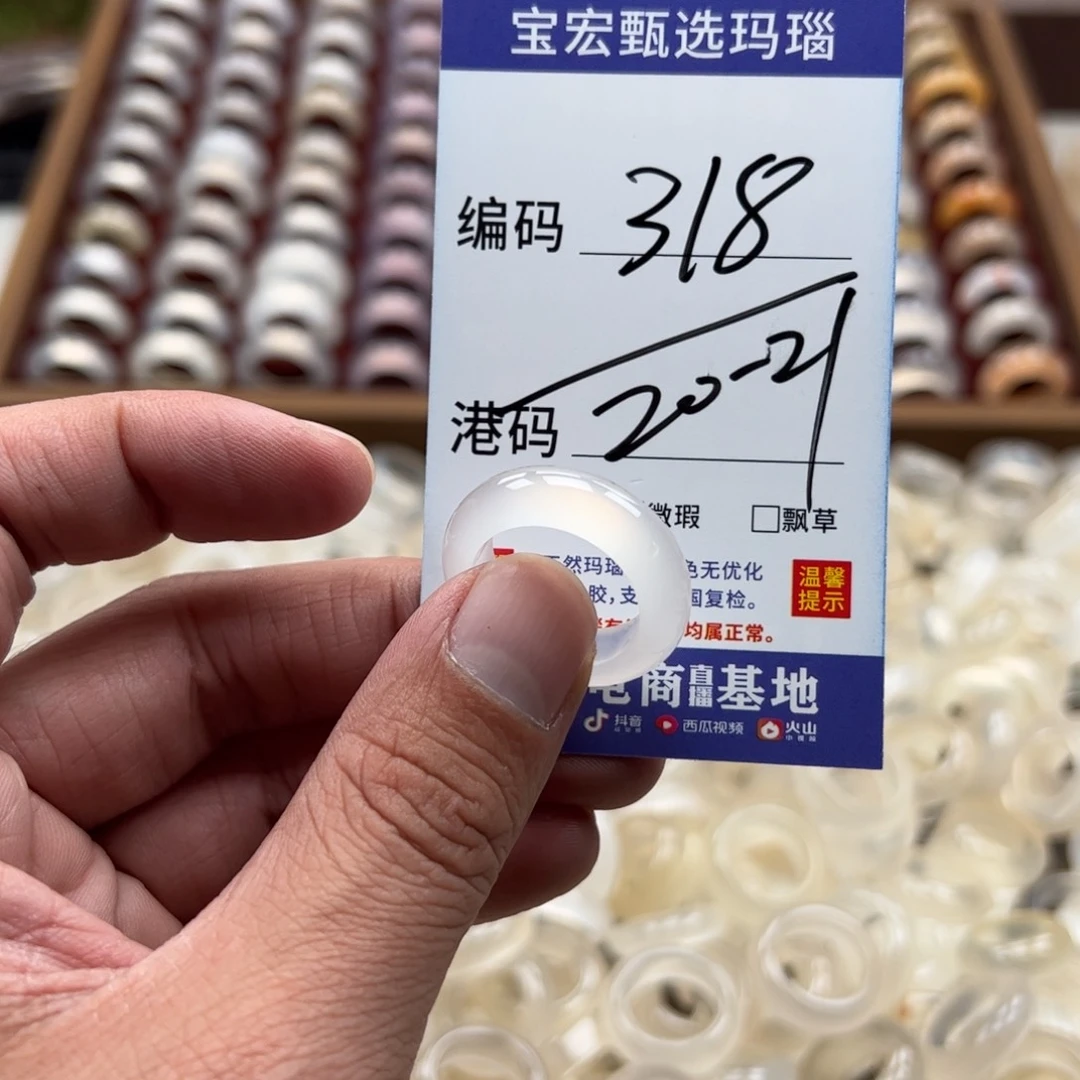 宝宏甄选玛瑙
编码 318
港码 20-21
微瑕 □飘草
然玛瑙 色无优化
胶,支 国复检。
均属正常。
温馨
提示
电商直播基地
抖音 西瓜视频 火山